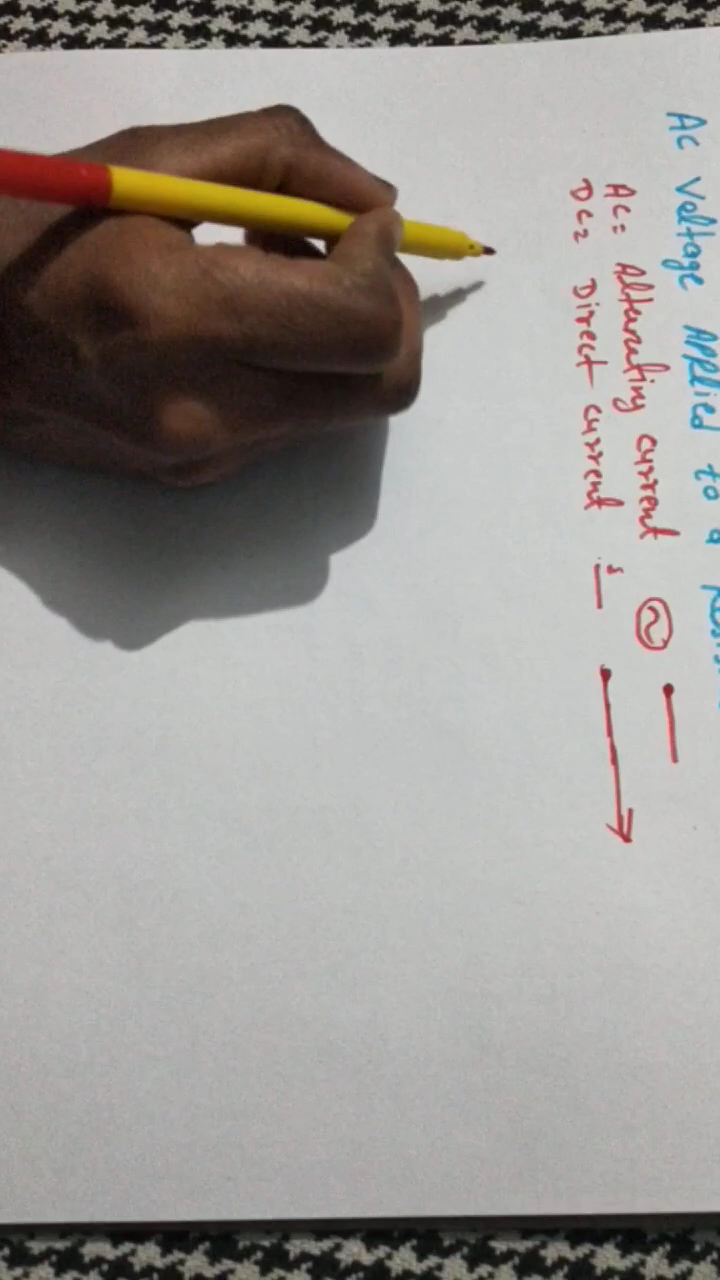 AC Voltage APPlied to a
AC= Alternating current
DC= Direct current